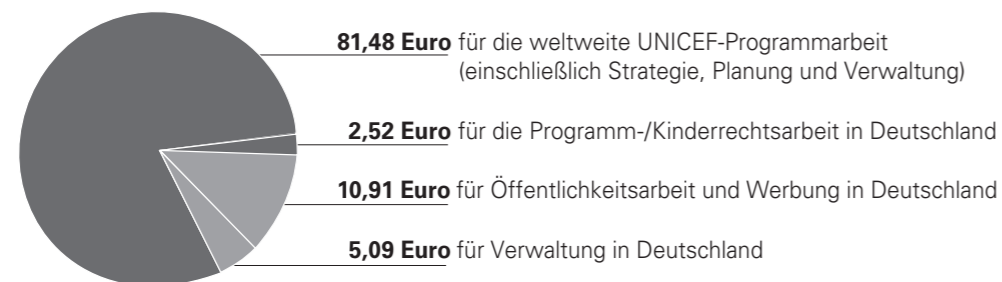 81,48 Euro für die weltweite UNICEF-Programmarbeit
(einschließlich Strategie, Planung und Verwaltung)
2,52 Euro für die Programm-/Kinderrechtsarbeit in Deutschland
10,91 Euro für Öffentlichkeitsarbeit und Werbung in Deutschland
5,09 Euro für Verwaltung in Deutschland